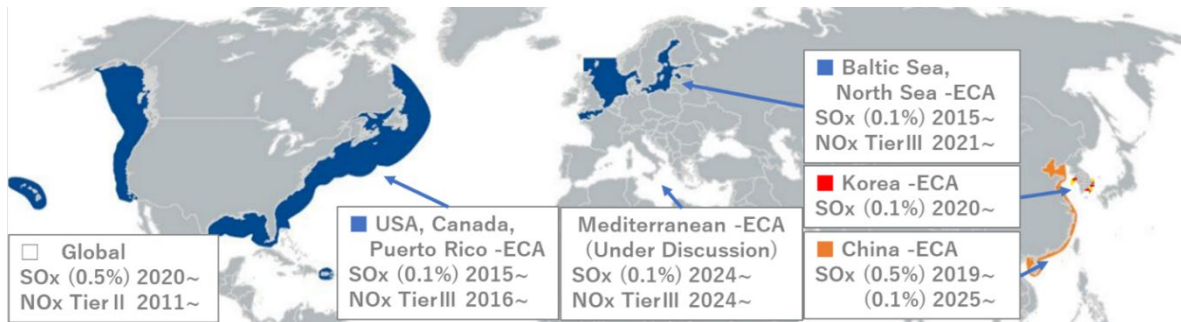 Global
SOx (0.5%) 2020~
NOx Tier II 2011~
USA, Canada,
Puerto Rico -ECA
SOx (0.1%) 2015~
NOx TierIII 2016~
Mediterranean -ECA
(Under Discussion)
SOx (0.1%) 2024~
NOx TierIII 2024~
Baltic Sea,
North Sea -ECA
SOx (0.1%) 2015~
NOx TierIII 2021~
Korea -ECA
SOx (0.1%) 2020~
China -ECA
SOx (0.5%) 2019~
(0.1%) 2025~